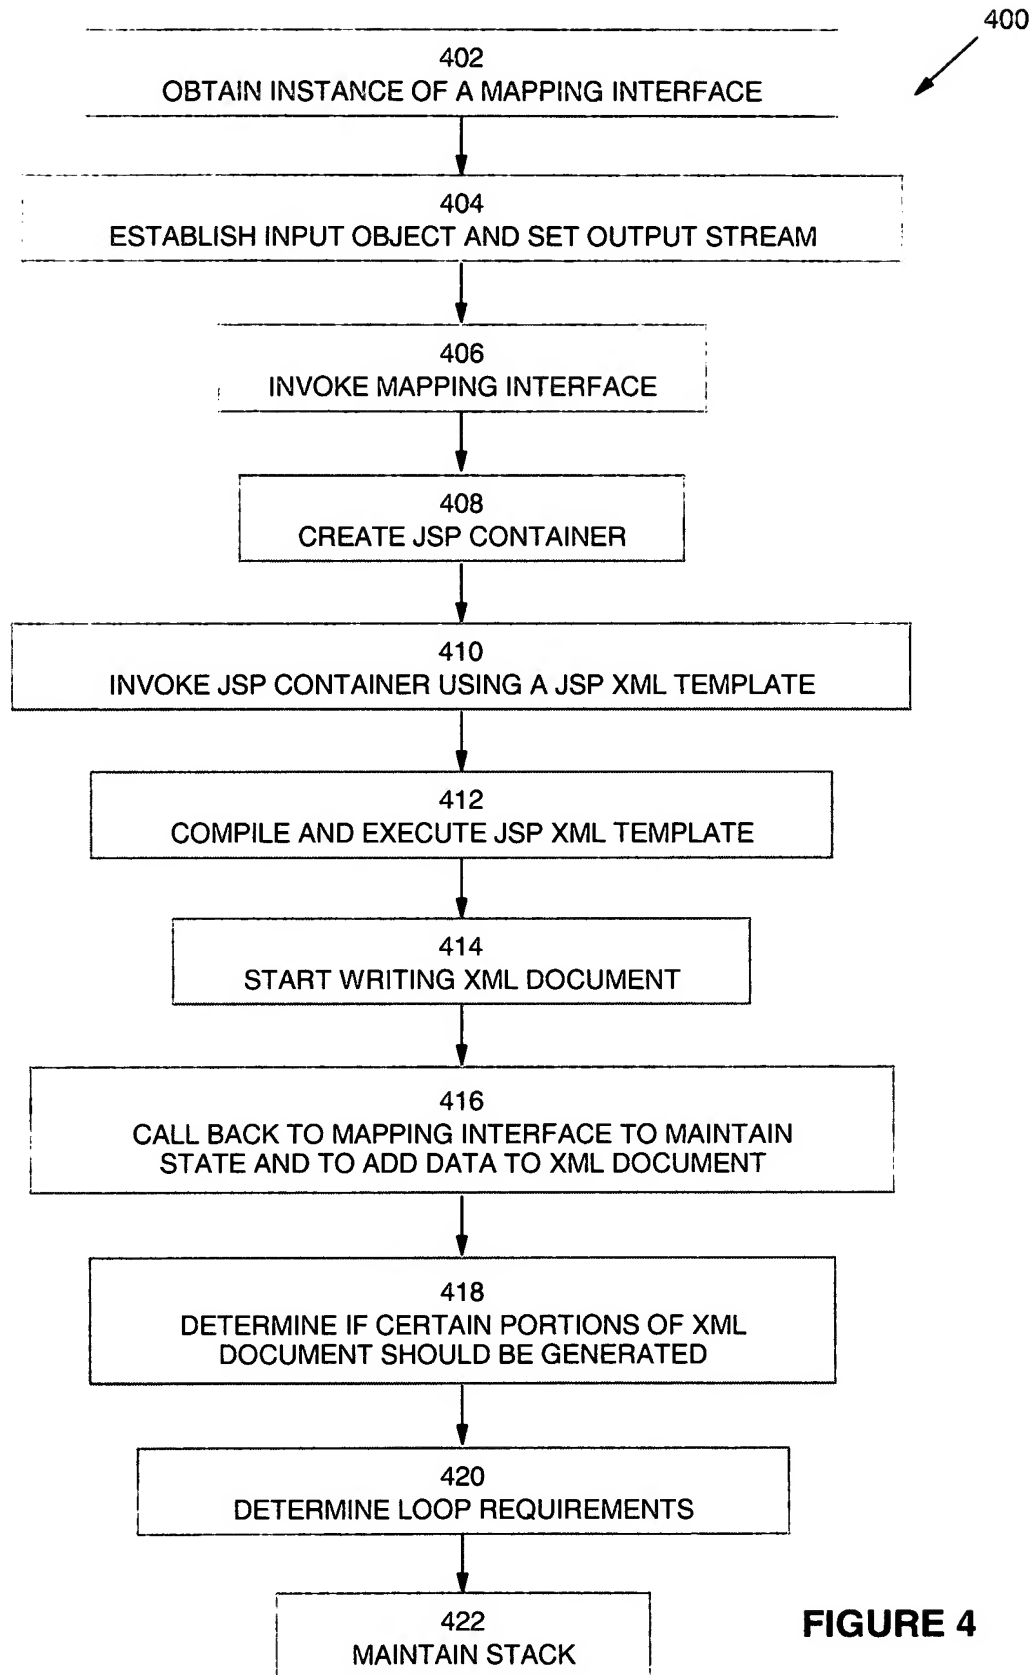 400
402
OBTAIN INSTANCE OF A MAPPING INTERFACE
404
ESTABLISH INPUT OBJECT AND SET OUTPUT STREAM
406
INVOKE MAPPING INTERFACE
408
CREATE JSP CONTAINER
410
INVOKE JSP CONTAINER USING A JSP XML TEMPLATE
412
COMPILE AND EXECUTE JSP XML TEMPLATE
414
START WRITING XML DOCUMENT
416
CALL BACK TO MAPPING INTERFACE TO MAINTAIN
STATE AND TO ADD DATA TO XML DOCUMENT
418
DETERMINE IF CERTAIN PORTIONS OF XML
DOCUMENT SHOULD BE GENERATED
420
DETERMINE LOOP REQUIREMENTS
422
MAINTAIN STACK
FIGURE 4